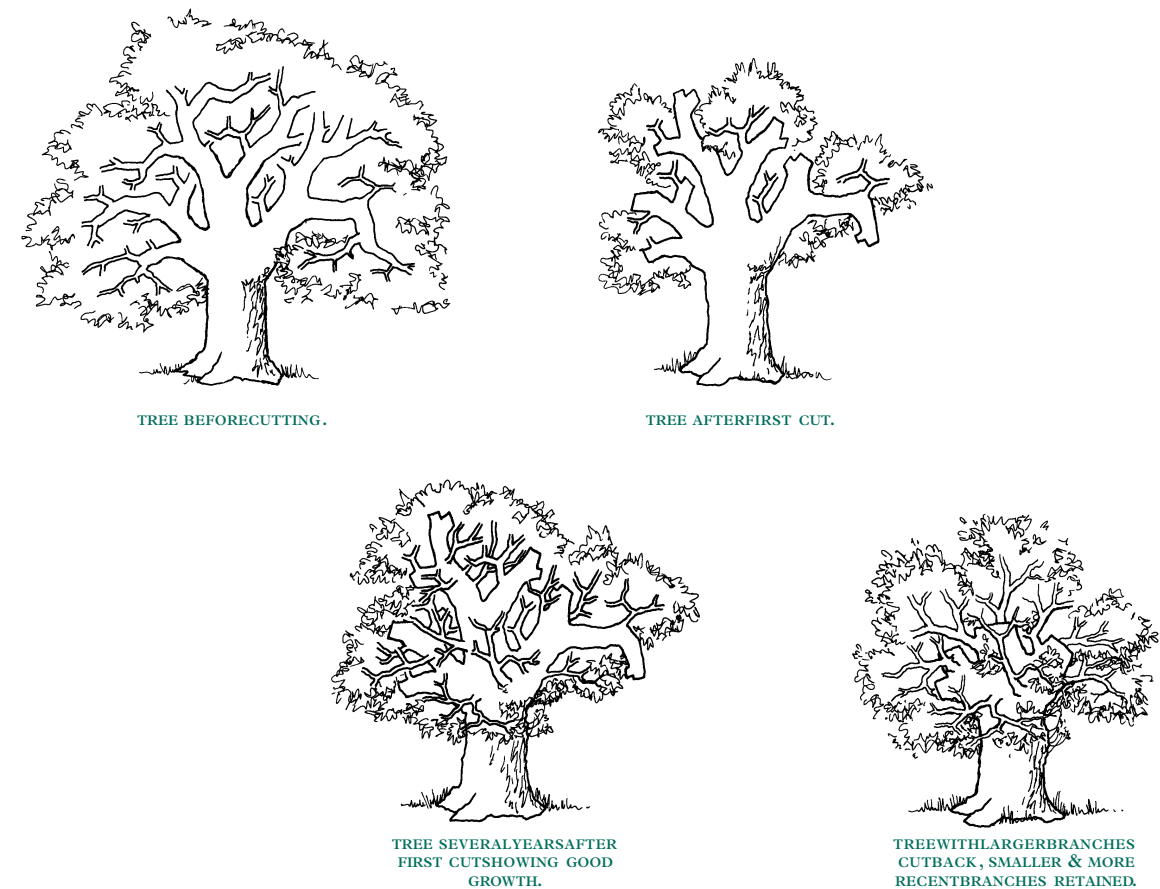 TREE BEFORECUTTING.
TREE AFTERFIRST CUT.
TREE SEVERALYEARSAFTER
FIRST CUTSHOWING GOOD
GROWTH.
TREEWITHLARGERBRANCHES
CUTBACK, SMALLER & MORE
RECENTBRANCHES RETAINED.